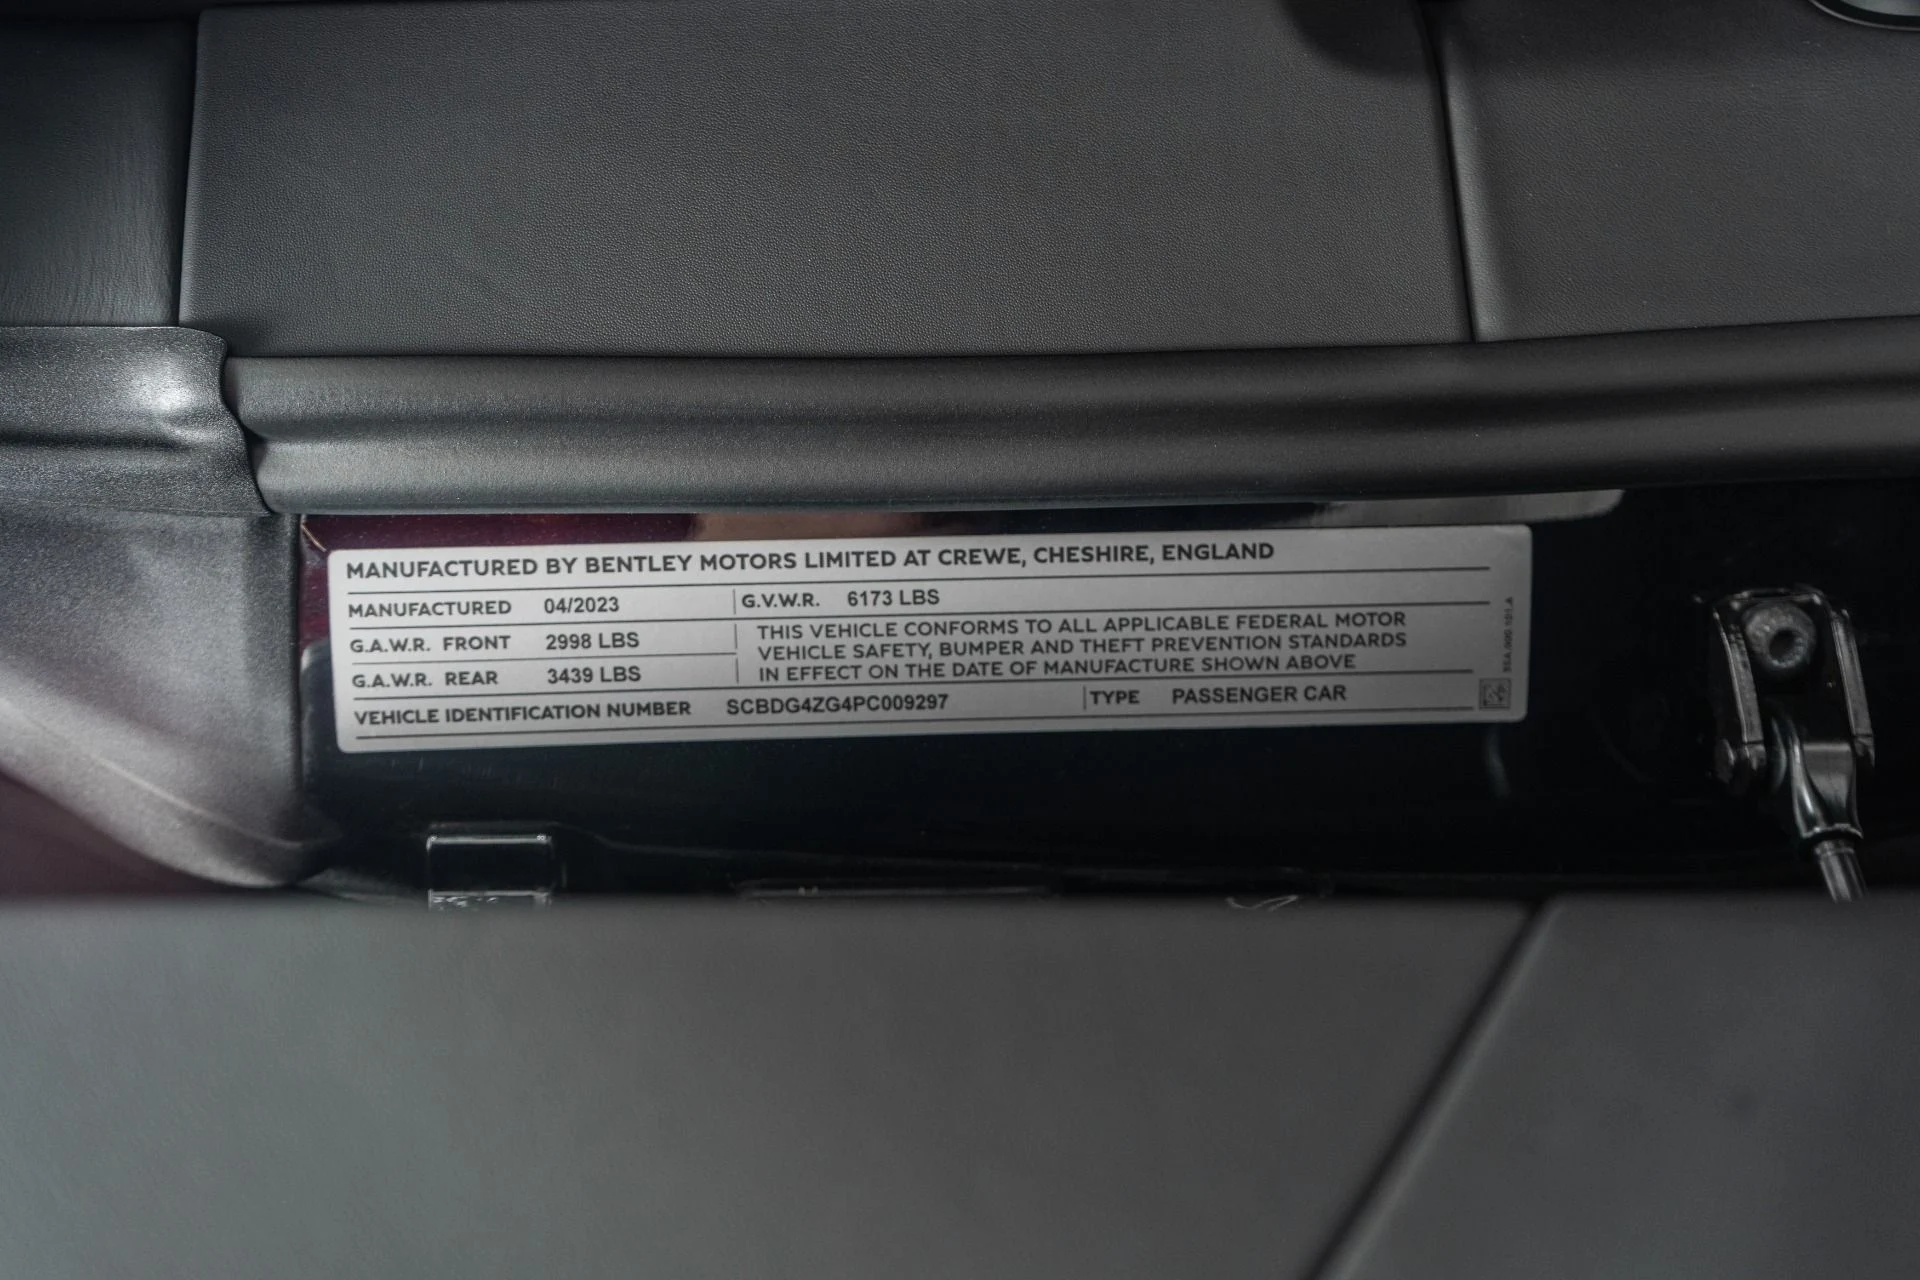 MANUFACTURED BY BENTLEY MOTORS LIMITED AT CREWE, CHESHIRE, ENGLAND
MANUFACTURED 04/2023 G.V.W.R. 6173 LBS
G.A.W.R. FRONT 2998 LBS
G.A.W.R. REAR 3439 LBS
THIS VEHICLE CONFORMS TO ALL APPLICABLE FEDERAL MOTOR
VEHICLE SAFETY, BUMPER AND THEFT PREVENTION STANDARDS
IN EFFECT ON THE DATE OF MANUFACTURE SHOWN ABOVE
VEHICLE IDENTIFICATION NUMBER SCBDG4ZG4PC009297 TYPE PASSENGER CAR